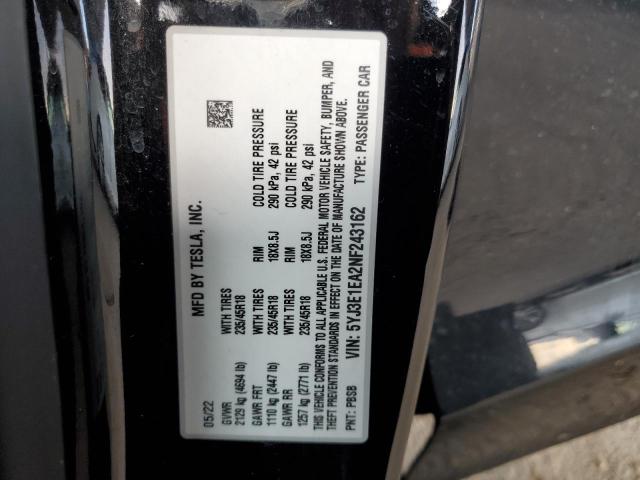 MFD BY TESLA, INC.
05/22
GVWR WITH TIRES RIM COLD TIRE PRESSURE
2129 kg (4694 lb) 235/45R18 18X8.5J 290 kPa, 42 psi
GAWR FRT WITH TIRES RIM COLD TIRE PRESSURE
1110 kg (2447 lb) 235/45R18 18X8.5J 290 kPa, 42 psi
GAWR RR
1257 kg (2771 lb)
THIS VEHICLE CONFORMS TO ALL APPLICABLE U.S. FEDERAL MOTOR VEHICLE SAFETY, BUMPER, AND
THEFT PREVENTION STANDARDS IN EFFECT ON THE DATE OF MANUFACTURE SHOWN ABOVE.
VIN: 5YJ3E1EA2NF243162
PNT: PBSB TYPE: PASSENGER CAR